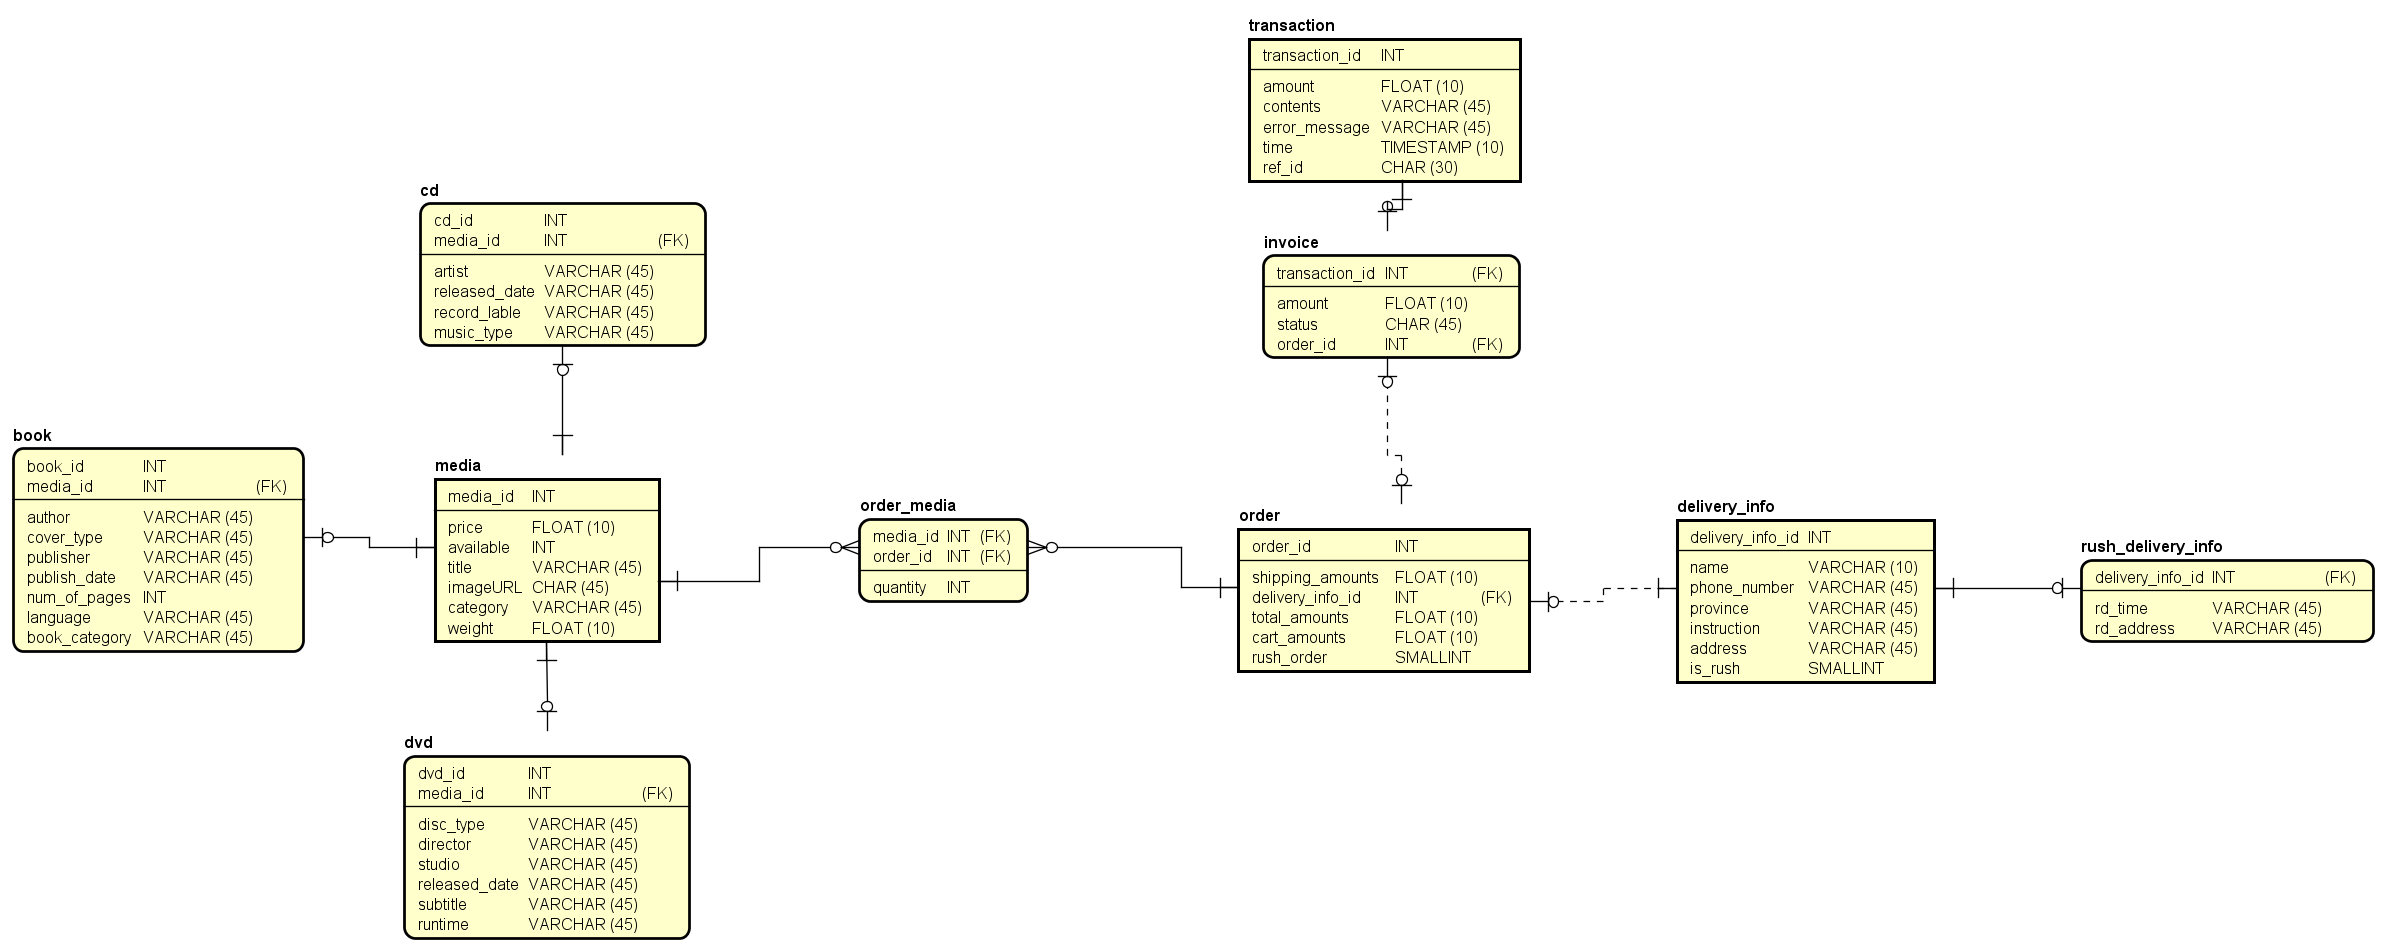 transaction
transaction_id INT
amount FLOAT (10)
contents VARCHAR (45)
error_message VARCHAR (45)
time TIMESTAMP (10)
ref_id CHAR (30)
cd
cd_id INT
media_id INT (FK)
artist VARCHAR (45)
released_date VARCHAR (45)
record_lable VARCHAR (45)
music_type VARCHAR (45)
invoice
transaction_id INT (FK)
amount FLOAT (10)
status CHAR (45)
order_id INT (FK)
book
book_id INT
media_id INT (FK)
author VARCHAR (45)
cover_type VARCHAR (45)
publisher VARCHAR (45)
publish_date VARCHAR (45)
num_of_pages INT
language VARCHAR (45)
book_category VARCHAR (45)
media
media_id INT
price FLOAT (10)
available INT
title VARCHAR (45)
imageURL CHAR (45)
category VARCHAR (45)
weight FLOAT (10)
order_media
media_id INT (FK)
order_id INT (FK)
quantity INT
order
order_id INT
shipping_amounts FLOAT (10)
delivery_info_id INT (FK)
total_amounts FLOAT (10)
cart_amounts FLOAT (10)
rush_order SMALLINT
delivery_info
delivery_info_id INT
name VARCHAR (10)
phone_number VARCHAR (45)
province VARCHAR (45)
instruction VARCHAR (45)
address VARCHAR (45)
is_rush SMALLINT
rush_delivery_info
delivery_info_id INT (FK)
rd_time VARCHAR (45)
rd_address VARCHAR (45)
dvd
dvd_id INT
media_id INT (FK)
disc_type VARCHAR (45)
director VARCHAR (45)
studio VARCHAR (45)
released_date VARCHAR (45)
subtitle VARCHAR (45)
runtime VARCHAR (45)